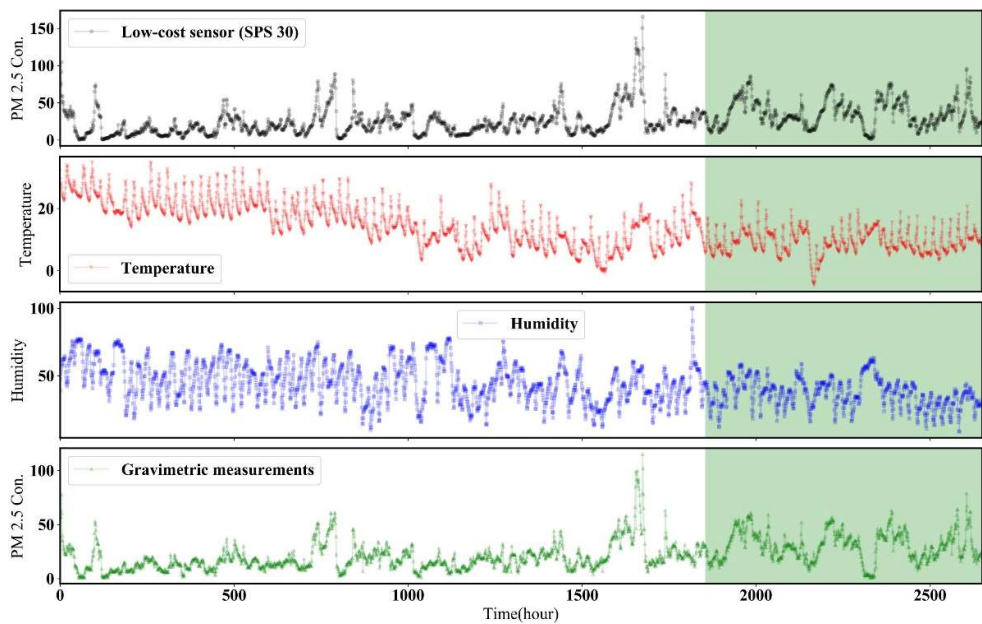 150
100
50
0
PM 2.5 Con.
Low-cost sensor (SPS 30)
20
0
Temperature
Temperature
100
50
Humidity
Humidity
100
50
0
PM 2.5 Con.
Gravimetric measurements
0 500 1000 1500 2000 2500
Time(hour)